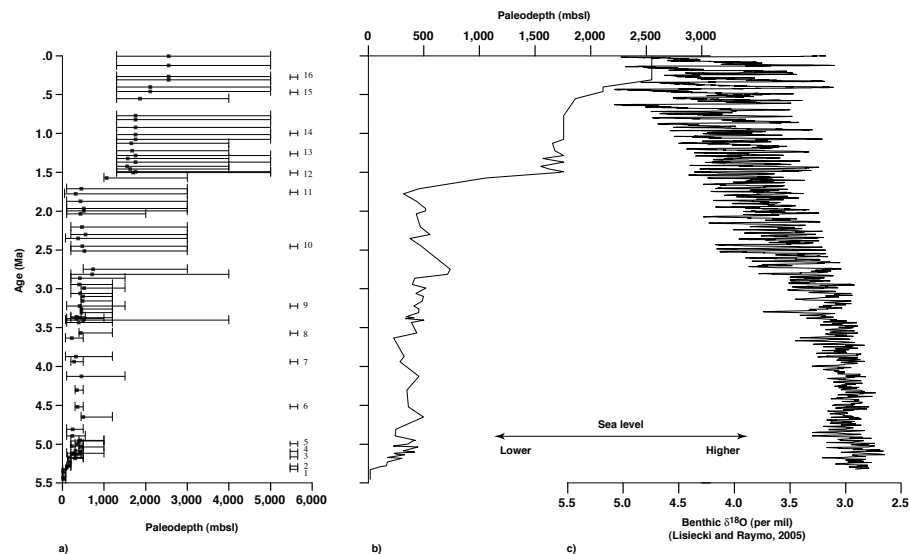 Paleodepth (mbsl)
0 500 1,000 1,500 2,000 2,500 3,000
.0
.5
1.0
1.5
2.0
2.5
3.0
3.5
4.0
4.5
5.0
5.5
Age (Ma)
16
15
14
13
12
11
10
9
8
7
6
5
4
3
2
1
0 1,000 2,000 3,000 4,000 5,000 6,000
Paleodepth (mbsl)
Sea level
Lower Higher
5.5 5.0 4.5 4.0 3.5 3.0 2.5
Benthic δ18O (per mil)
(Lisiecki and Raymo, 2005)
a) b) c)